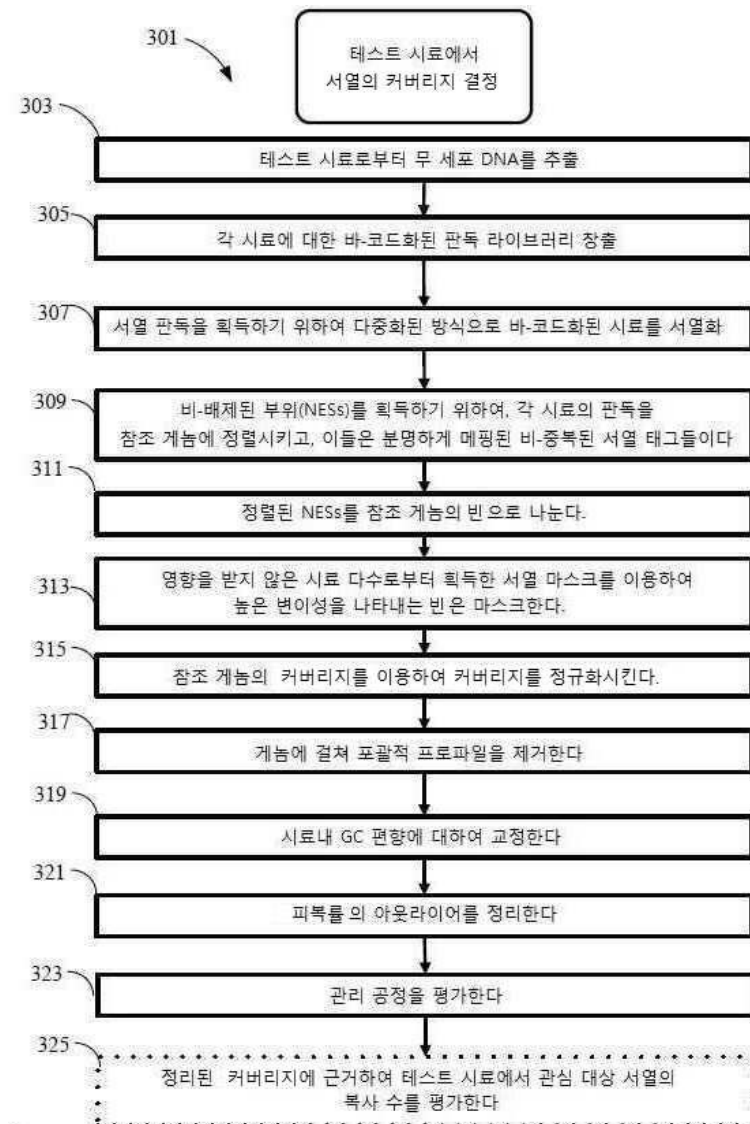 301
테스트 시료에서
서열의 커버리지 결정
303
테스트 시료로부터 무 세포 DNA를 추출
305
각 시료에 대한 바-코드화된 판독 라이브러리 창출
307
서열 판독을 획득하기 위하여 다중화된 방식으로 바-코드화된 시료를 서열화
309
비-배제된 부위(NESs)를 획득하기 위하여, 각 시료의 판독을
참조 게놈에 정렬시키고, 이들은 분명하게 메핑된 비-중복된 서열 태그들이다
311
정렬된 NESs를 참조 게놈의 빈으로 나눈다.
313
영향을 받지 않은 시료 다수로부터 획득한 서열 마스크를 이용하여
높은 변이성을 나타내는 빈은 마스크한다.
315
참조 게놈의 커버리지를 이용하여 커버리지를 정규화시킨다.
317
게놈에 걸쳐 포괄적 프로파일을 제거한다
319
시료내 GC 편향에 대하여 교정한다
321
피복률의 아웃라이어를 정리한다
323
관리 공정을 평가한다
325
정리된 커버리지에 근거하여 테스트 시료에서 관심 대상 서열의
복사 수를 평가한다